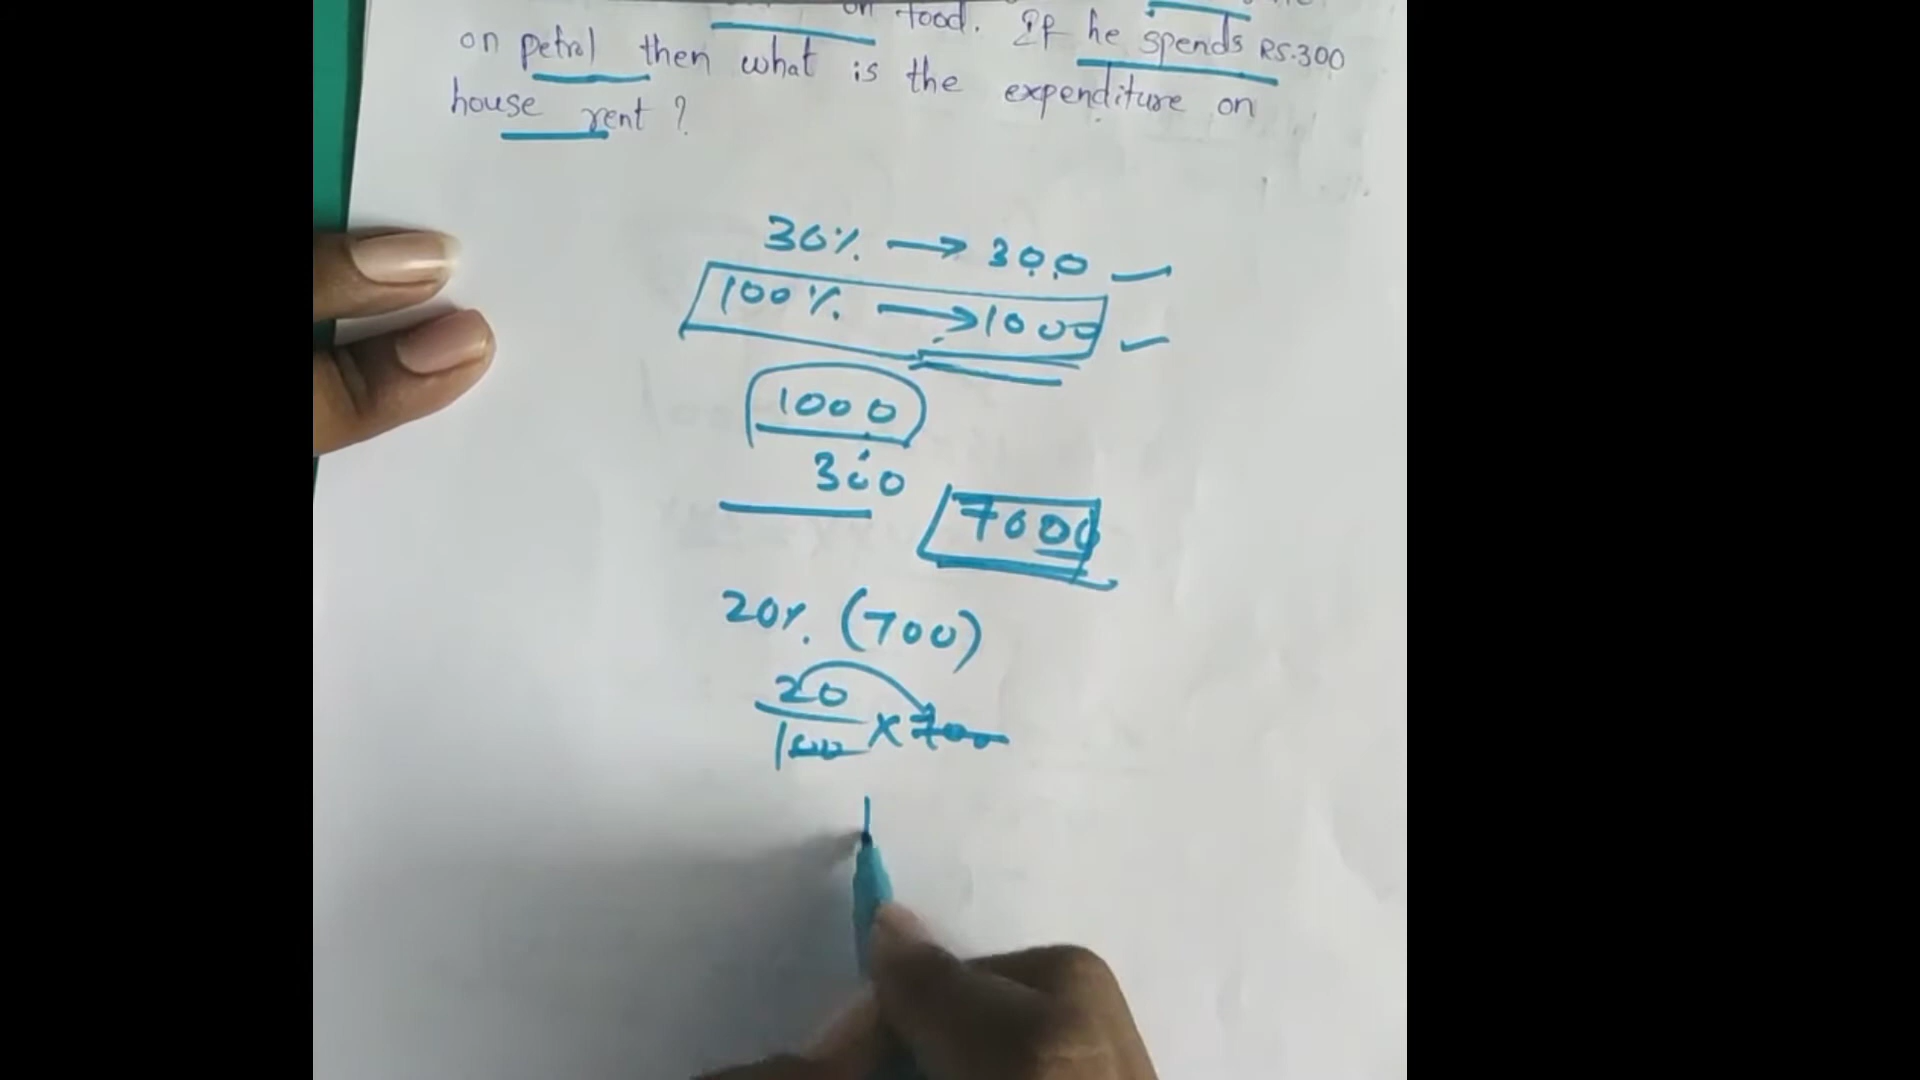 on food. If he spends RS.300
on petrol then what is the expenditure on
house rent ?
30% → 300
100% → 1000
1000
300
7000
20% (700)
20
100 × 700